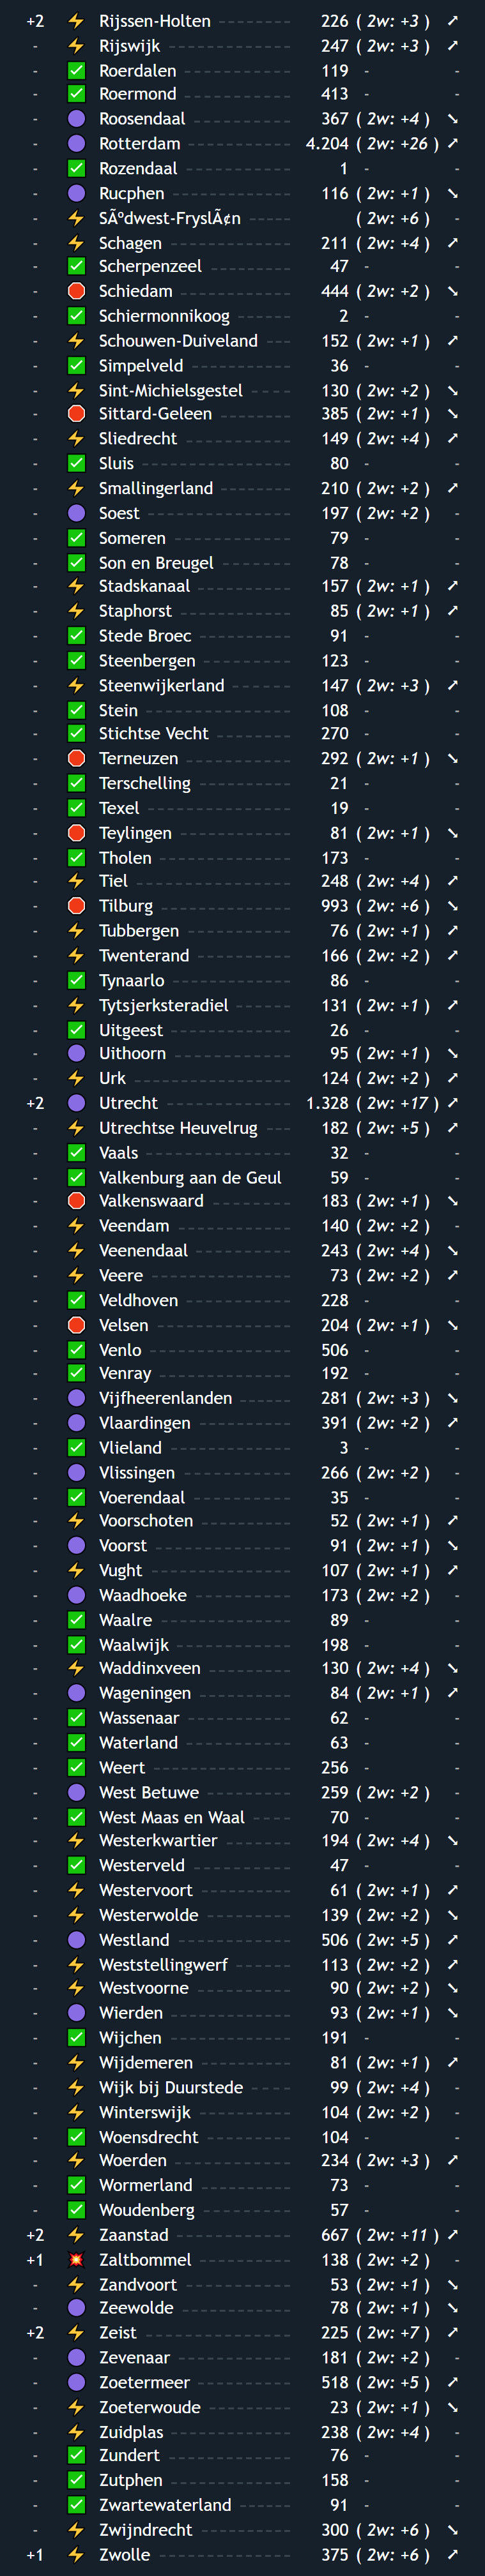 +2 Rijssen-Holten 226 ( 2w: +3 ) ➚
- Rijswijk 247 ( 2w: +3 ) ➚
- Roerdalen 119 - -
- Roermond 413 - -
- Roosendaal 367 ( 2w: +4 ) ➘
- Rotterdam 4.204 ( 2w: +26 ) ➚
- Rozendaal 1 - -
- Rucphen 116 ( 2w: +1 ) ➘
- SÃºdwest-FryslÃ¢n ( 2w: +6 ) -
- Schagen 211 ( 2w: +4 ) ➚
- Scherpenzeel 47 - -
- Schiedam 444 ( 2w: +2 ) ➘
- Schiermonnikoog 2 - -
- Schouwen-Duiveland 152 ( 2w: +1 ) ➚
- Simpelveld 36 - -
- Sint-Michielsgestel 130 ( 2w: +2 ) ➘
- Sittard-Geleen 385 ( 2w: +1 ) ➘
- Sliedrecht 149 ( 2w: +4 ) ➚
- Sluis 80 - -
- Smallingerland 210 ( 2w: +2 ) ➚
- Soest 197 ( 2w: +2 ) -
- Someren 79 - -
- Son en Breugel 78 - -
- Stadskanaal 157 ( 2w: +1 ) ➚
- Staphorst 85 ( 2w: +1 ) ➚
- Stede Broec 91 - -
- Steenbergen 123 - -
- Steenwijkerland 147 ( 2w: +3 ) ➚
- Stein 108 - -
- Stichtse Vecht 270 - -
- Terneuzen 292 ( 2w: +1 ) ➘
- Terschelling 21 - -
- Texel 19 - -
- Teylingen 81 ( 2w: +1 ) ➘
- Tholen 173 - -
- Tiel 248 ( 2w: +4 ) ➚
- Tilburg 993 ( 2w: +6 ) ➘
- Tubbergen 76 ( 2w: +1 ) ➚
- Twenterand 166 ( 2w: +2 ) ➚
- Tynaarlo 86 - -
- Tytsjerksteradiel 131 ( 2w: +1 ) ➚
- Uitgeest 26 - -
- Uithoorn 95 ( 2w: +1 ) ➘
- Urk 124 ( 2w: +2 ) ➚
+2 Utrecht 1.328 ( 2w: +17 ) ➚
- Utrechtse Heuvelrug 182 ( 2w: +5 ) ➚
- Vaals 32 - -
- Valkenburg aan de Geul 59 - -
- Valkenswaard 183 ( 2w: +1 ) ➘
- Veendam 140 ( 2w: +2 ) -
- Veenendaal 243 ( 2w: +4 ) ➘
- Veere 73 ( 2w: +2 ) ➚
- Veldhoven 228 - -
- Velsen 204 ( 2w: +1 ) ➘
- Venlo 506 - -
- Venray 192 - -
- Vijfheerenlanden 281 ( 2w: +3 ) ➘
- Vlaardingen 391 ( 2w: +2 ) ➚
- Vlieland 3 - -
- Vlissingen 266 ( 2w: +2 ) -
- Voerendaal 35 - -
- Voorschoten 52 ( 2w: +1 ) ➚
- Voorst 91 ( 2w: +1 ) ➘
- Vught 107 ( 2w: +1 ) ➚
- Waadhoeke 173 ( 2w: +2 ) -
- Waalre 89 - -
- Waalwijk 198 - -
- Waddinxveen 130 ( 2w: +4 ) ➘
- Wageningen 84 ( 2w: +1 ) ➚
- Wassenaar 62 - -
- Waterland 63 - -
- Weert 256 - -
- West Betuwe 259 ( 2w: +2 ) -
- West Maas en Waal 70 - -
- Westerkwartier 194 ( 2w: +4 ) ➘
- Westerveld 47 - -
- Westervoort 61 ( 2w: +1 ) ➚
- Westerwolde 139 ( 2w: +2 ) ➘
- Westland 506 ( 2w: +5 ) ➚
- Weststellingwerf 113 ( 2w: +2 ) ➚
- Westvoorne 90 ( 2w: +2 ) ➘
- Wierden 93 ( 2w: +1 ) ➘
- Wijchen 191 - -
- Wijdemeren 81 ( 2w: +1 ) ➚
- Wijk bij Duurstede 99 ( 2w: +4 ) -
- Winterswijk 104 ( 2w: +2 ) -
- Woensdrecht 104 - -
- Woerden 234 ( 2w: +3 ) ➚
- Wormerland 73 - -
- Woudenberg 57 - -
+2 Zaanstad 667 ( 2w: +11 ) ➚
+1 Zaltbommel 138 ( 2w: +2 ) -
- Zandvoort 53 ( 2w: +1 ) ➘
- Zeewolde 78 ( 2w: +1 ) ➘
+2 Zeist 225 ( 2w: +7 ) ➚
- Zevenaar 181 ( 2w: +2 ) -
- Zoetermeer 518 ( 2w: +5 ) ➚
- Zoeterwoude 23 ( 2w: +1 ) ➘
- Zuidplas 238 ( 2w: +4 ) -
- Zundert 76 - -
- Zutphen 158 - -
- Zwartewaterland 91 - -
- Zwijndrecht 300 ( 2w: +6 ) ➘
+1 Zwolle 375 ( 2w: +6 ) ➚